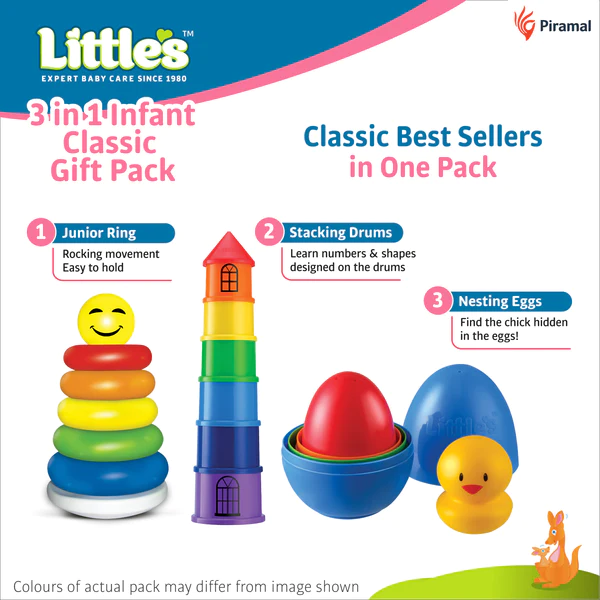 Little's™
EXPERT BABY CARE SINCE 1980
Piramal
3 in 1 Infant
Classic
Gift Pack
Classic Best Sellers
in One Pack
1 Junior Ring
Rocking movement
Easy to hold
2 Stacking Drums
Learn numbers & shapes
designed on the drums
3 Nesting Eggs
Find the chick hidden
in the eggs!
Little's
Colours of actual pack may differ from image shown